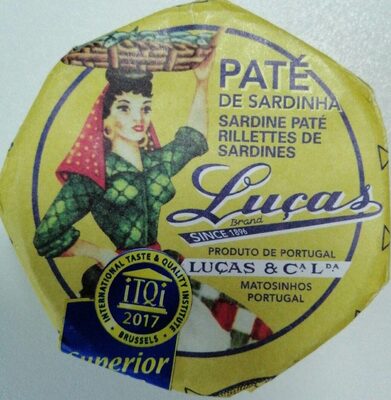 PATÉ
DE SARDINHA
SARDINE PATÉ
RILLETTES DE
SARDINES
Luças
Brand
SINCE 1896
PRODUTO DE PORTUGAL
LUÇAS & Cᴬ Lᴰᴬ
MATOSINHOS
PORTUGAL
INTERNATIONAL TASTE & QUALITY INSTITUTE
iTQi
2017
• BRUSSELS •
Superior